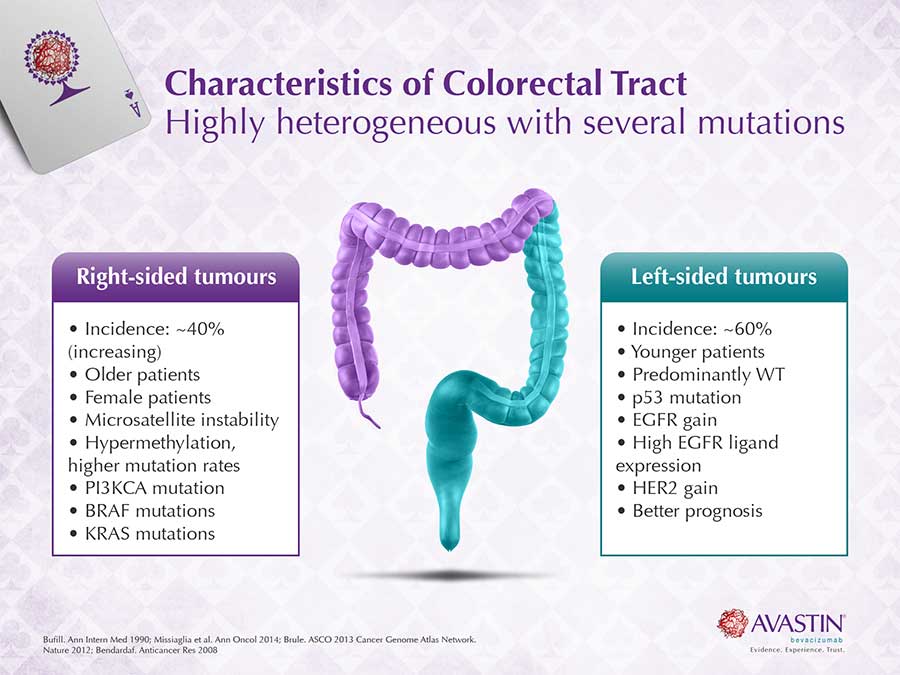 A
Characteristics of Colorectal Tract
Highly heterogeneous with several mutations
Right-sided tumours
• Incidence: ~40%
(increasing)
• Older patients
• Female patients
• Microsatellite instability
• Hypermethylation,
higher mutation rates
• PI3KCA mutation
• BRAF mutations
• KRAS mutations
Left-sided tumours
• Incidence: ~60%
• Younger patients
• Predominantly WT
• p53 mutation
• EGFR gain
• High EGFR ligand
expression
• HER2 gain
• Better prognosis
Bufill. Ann Intern Med 1990; Missiaglia et al. Ann Oncol 2014; Brule. ASCO 2013 Cancer Genome Atlas Network.
Nature 2012; Bendardaf. Anticancer Res 2008
AVASTIN®
bevacizumab
Evidence. Experience. Trust.